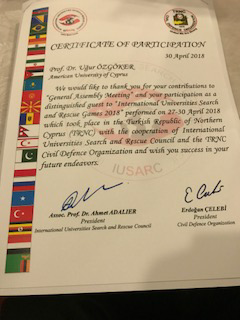 TRNC
CERTIFICATE OF PARTICIPATION
30 April 2018
Prof. Dr. Uğur ÖZGÖKER
American University of Cyprus
We would like to thank you for your contributions to
"General Assembly Meeting" and your participation as a
distinguished guest to "International Universities Search
and Rescue Games 2018" performed on 27-30 April 2018
which took place in the Turkish Republic of Northern
Cyprus (TRNC) with the cooperation of International
Universities Search and Rescue Council and the TRNC
Civil Defence Organization and wish you success in your
future endeavors.
IUSARC
Assoc. Prof. Dr. Ahmet ADALIER
President
International Universities Search and Rescue Council
Erdoğan ÇELEBİ
President
Civil Defence Organization